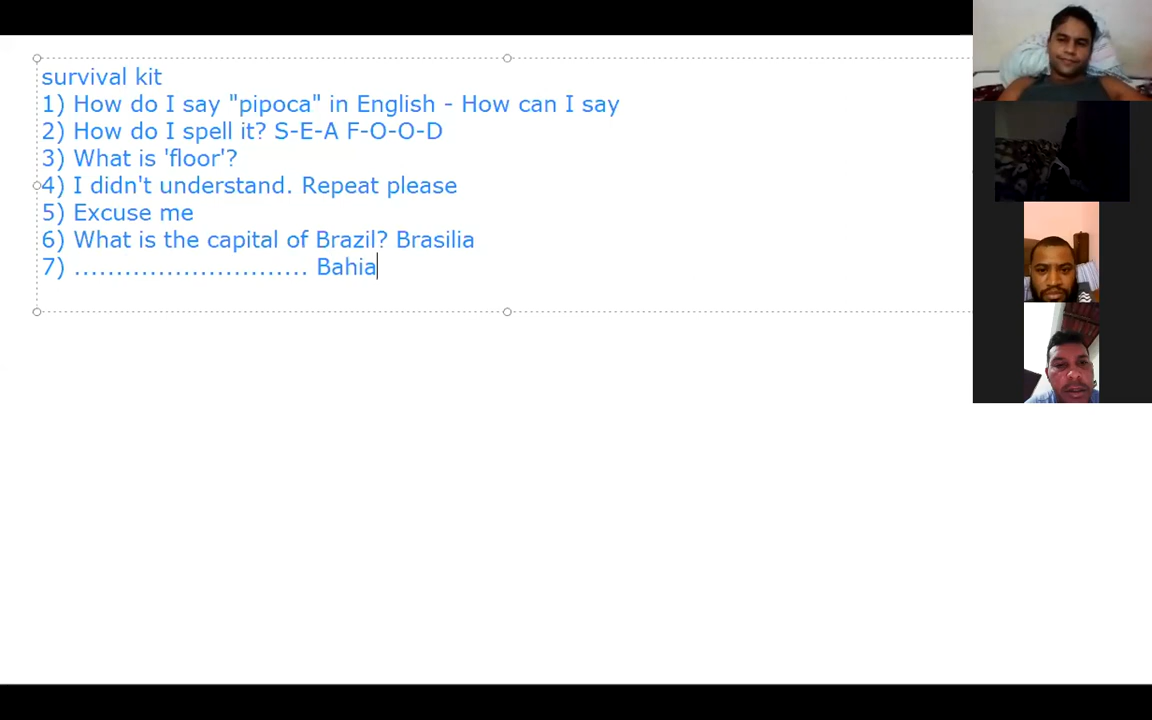 survival kit
1) How do I say "pipoca" in English - How can I say
2) How do I spell it? S-E-A F-O-O-D
3) What is 'floor'?
4) I didn't understand. Repeat please
5) Excuse me
6) What is the capital of Brazil? Brasilia
7) ............................ Bahia